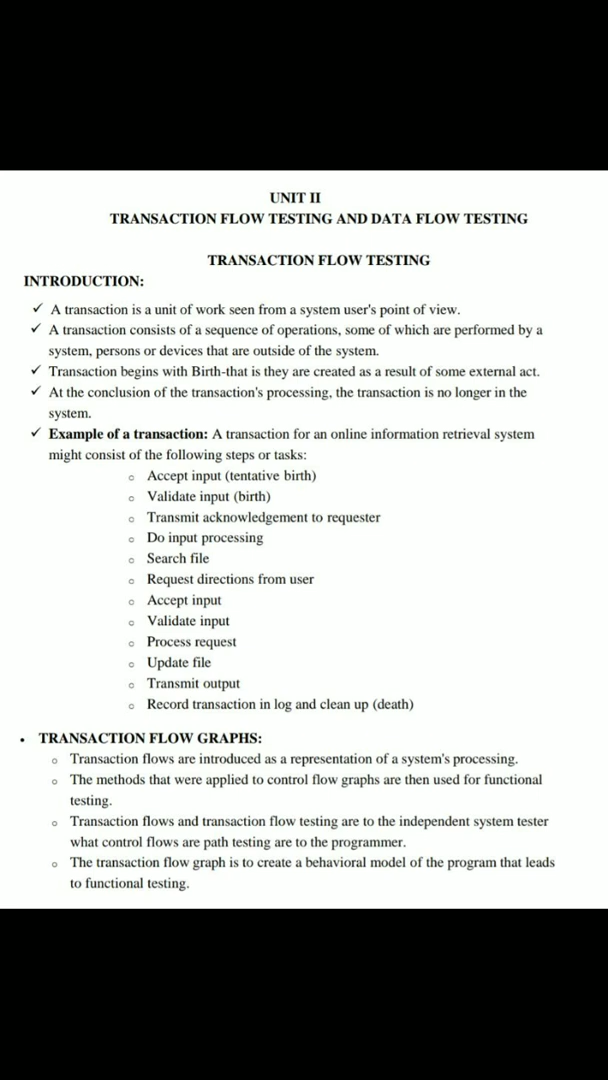 UNIT II
TRANSACTION FLOW TESTING AND DATA FLOW TESTING
TRANSACTION FLOW TESTING
INTRODUCTION:
✓ A transaction is a unit of work seen from a system user's point of view.
✓ A transaction consists of a sequence of operations, some of which are performed by a
system, persons or devices that are outside of the system.
✓ Transaction begins with Birth-that is they are created as a result of some external act.
✓ At the conclusion of the transaction's processing, the transaction is no longer in the
system.
✓ Example of a transaction: A transaction for an online information retrieval system
might consist of the following steps or tasks:
o Accept input (tentative birth)
o Validate input (birth)
o Transmit acknowledgement to requester
o Do input processing
o Search file
o Request directions from user
o Accept input
o Validate input
o Process request
o Update file
o Transmit output
o Record transaction in log and clean up (death)
• TRANSACTION FLOW GRAPHS:
o Transaction flows are introduced as a representation of a system's processing.
o The methods that were applied to control flow graphs are then used for functional
testing.
o Transaction flows and transaction flow testing are to the independent system tester
what control flows are path testing are to the programmer.
o The transaction flow graph is to create a behavioral model of the program that leads
to functional testing.